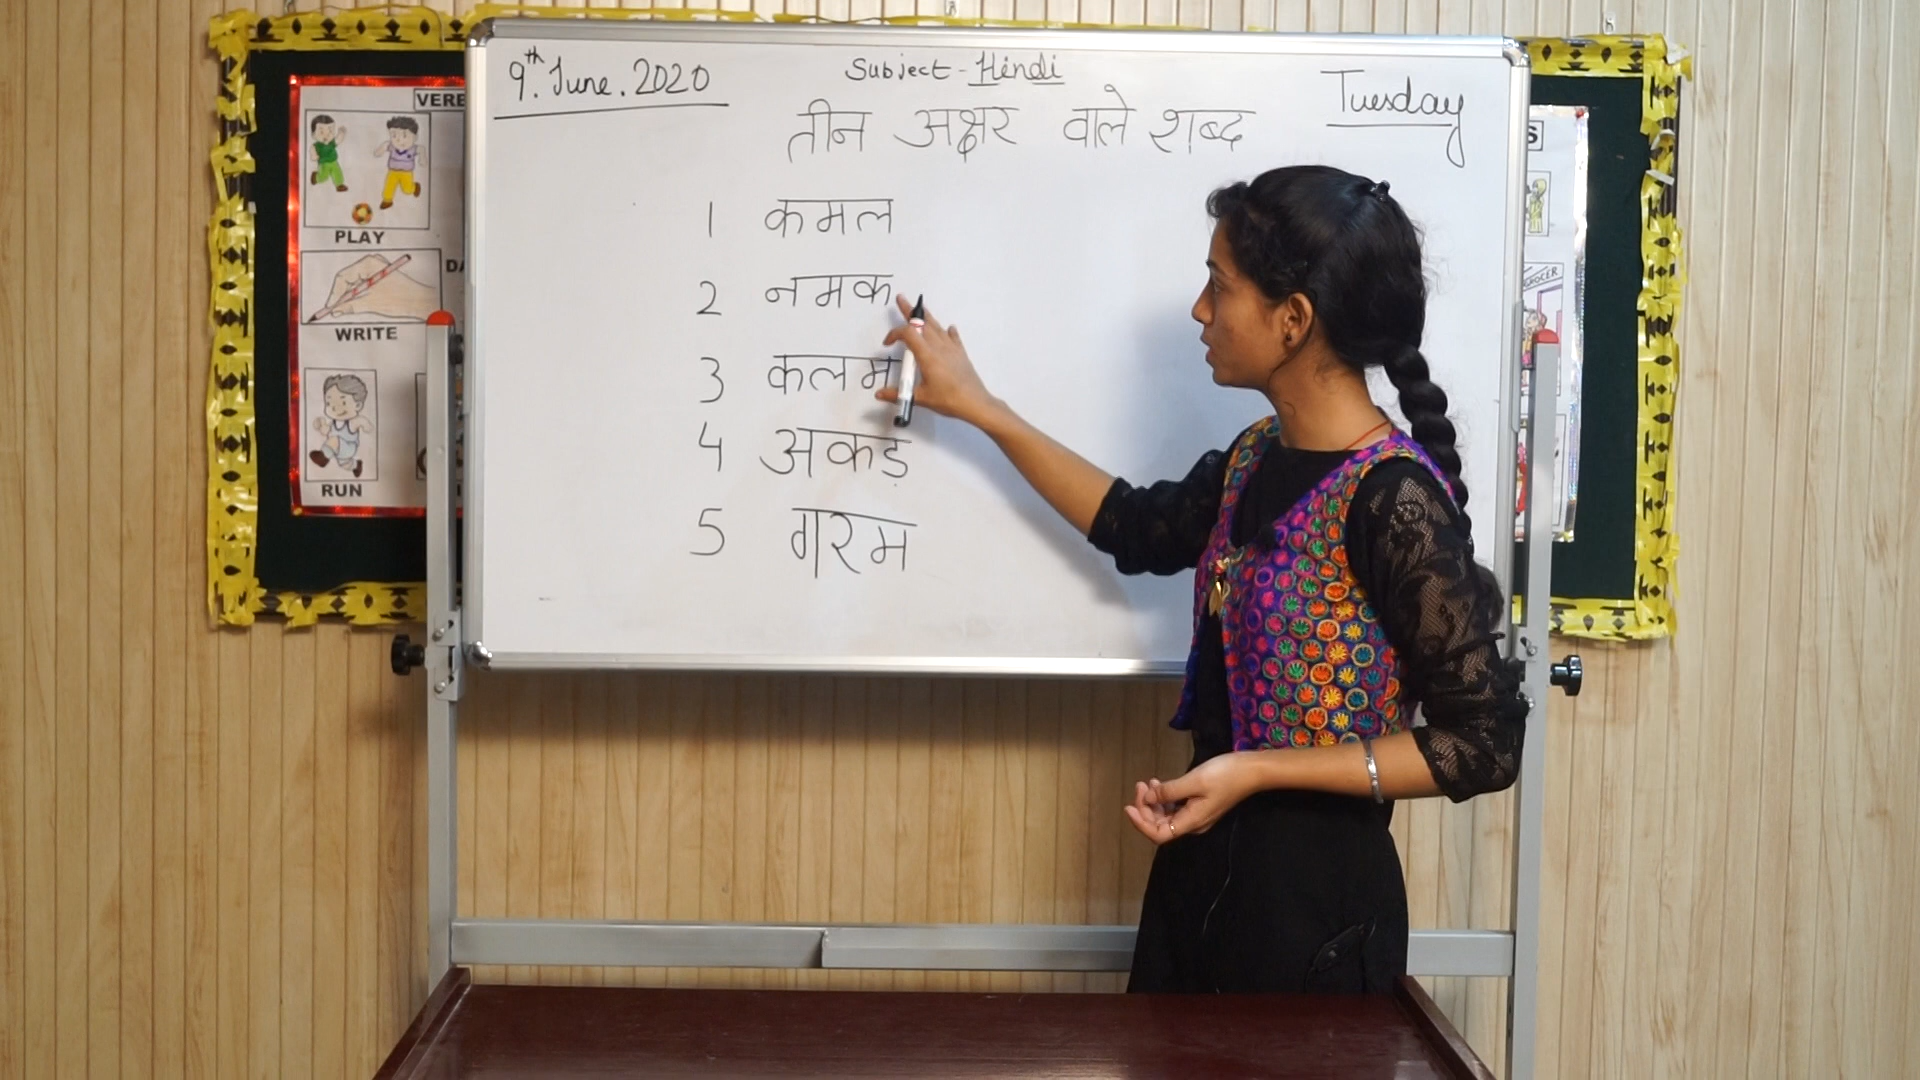 9th. June. 2020
Subject - Hindi
Tuesday
तीन अक्षर वाले शब्द
1 कमल
2 नमक
3 कलम
4 अकड़
5 गरम
VERB
PLAY
WRITE
RUN
GROCER